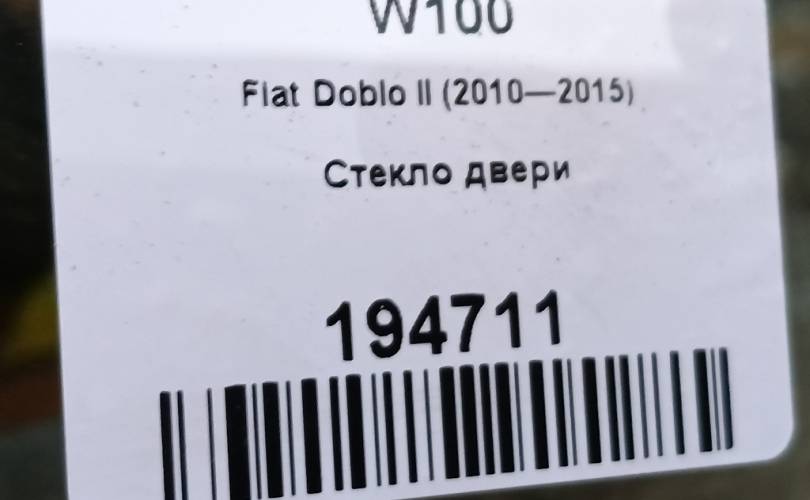 W100
Fiat Doblo II (2010—2015)
Стекло двери
194711